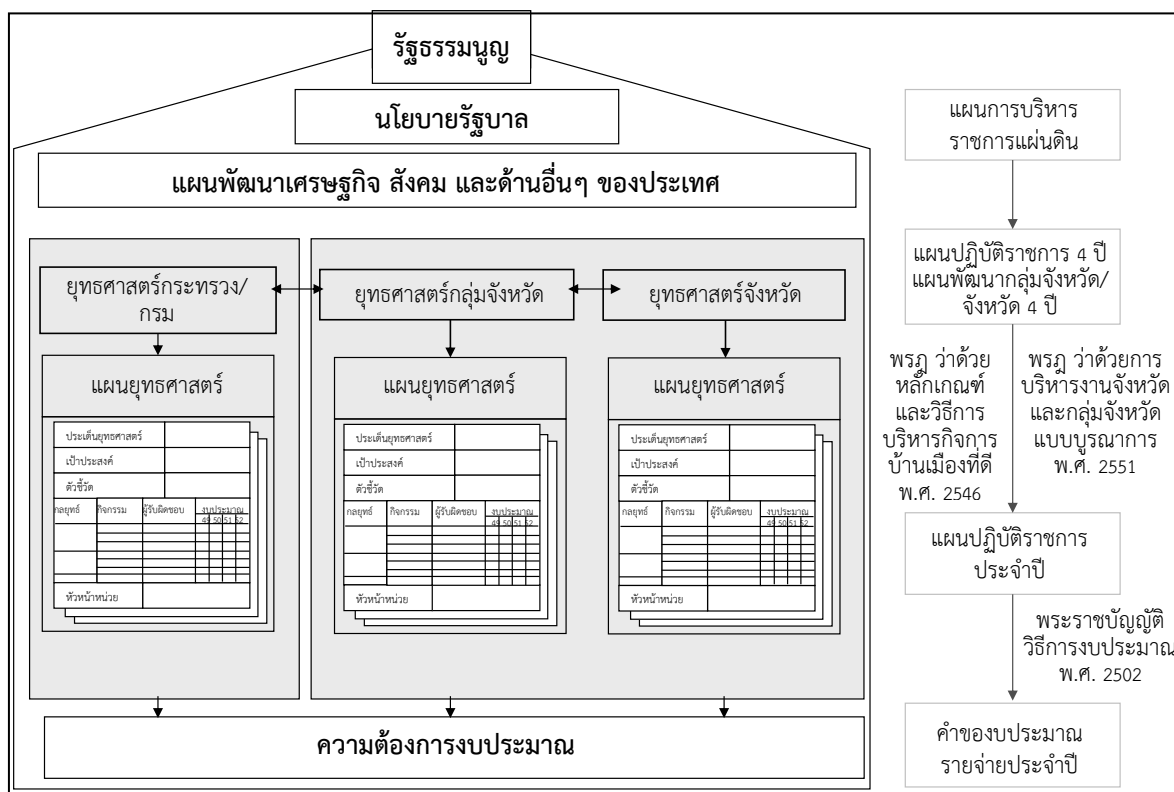 รัฐธรรมนูญ
นโยบายรัฐบาล
แผนพัฒนาเศรษฐกิจ สังคม และด้านอื่นๆ ของประเทศ
ยุทธศาสตร์กระทรวง/
กรม
แผนยุทธศาสตร์
ประเด็นยุทธศาสตร์
เป้าประสงค์
ตัวชี้วัด
กลยุทธ์ กิจกรรม ผู้รับผิดชอบ งบประมาณ
49 50 51 52
หัวหน้าหน่วย
ยุทธศาสตร์กลุ่มจังหวัด
แผนยุทธศาสตร์
ประเด็นยุทธศาสตร์
เป้าประสงค์
ตัวชี้วัด
กลยุทธ์ กิจกรรม ผู้รับผิดชอบ งบประมาณ
49 50 51 52
หัวหน้าหน่วย
ยุทธศาสตร์จังหวัด
แผนยุทธศาสตร์
ประเด็นยุทธศาสตร์
เป้าประสงค์
ตัวชี้วัด
กลยุทธ์ กิจกรรม ผู้รับผิดชอบ งบประมาณ
49 50 51 52
หัวหน้าหน่วย
ความต้องการงบประมาณ
แผนการบริหาร
ราชการแผ่นดิน
แผนปฏิบัติราชการ 4 ปี
แผนพัฒนากลุ่มจังหวัด/
จังหวัด 4 ปี
พรฎ ว่าด้วย
หลักเกณฑ์
และวิธีการ
บริหารกิจการ
บ้านเมืองที่ดี
พ.ศ. 2546
พรฎ ว่าด้วยการ
บริหารงานจังหวัด
และกลุ่มจังหวัด
แบบบูรณาการ
พ.ศ. 2551
แผนปฏิบัติราชการ
ประจำปี
พระราชบัญญัติ
วิธีการงบประมาณ
พ.ศ. 2502
คำของบประมาณ
รายจ่ายประจำปี